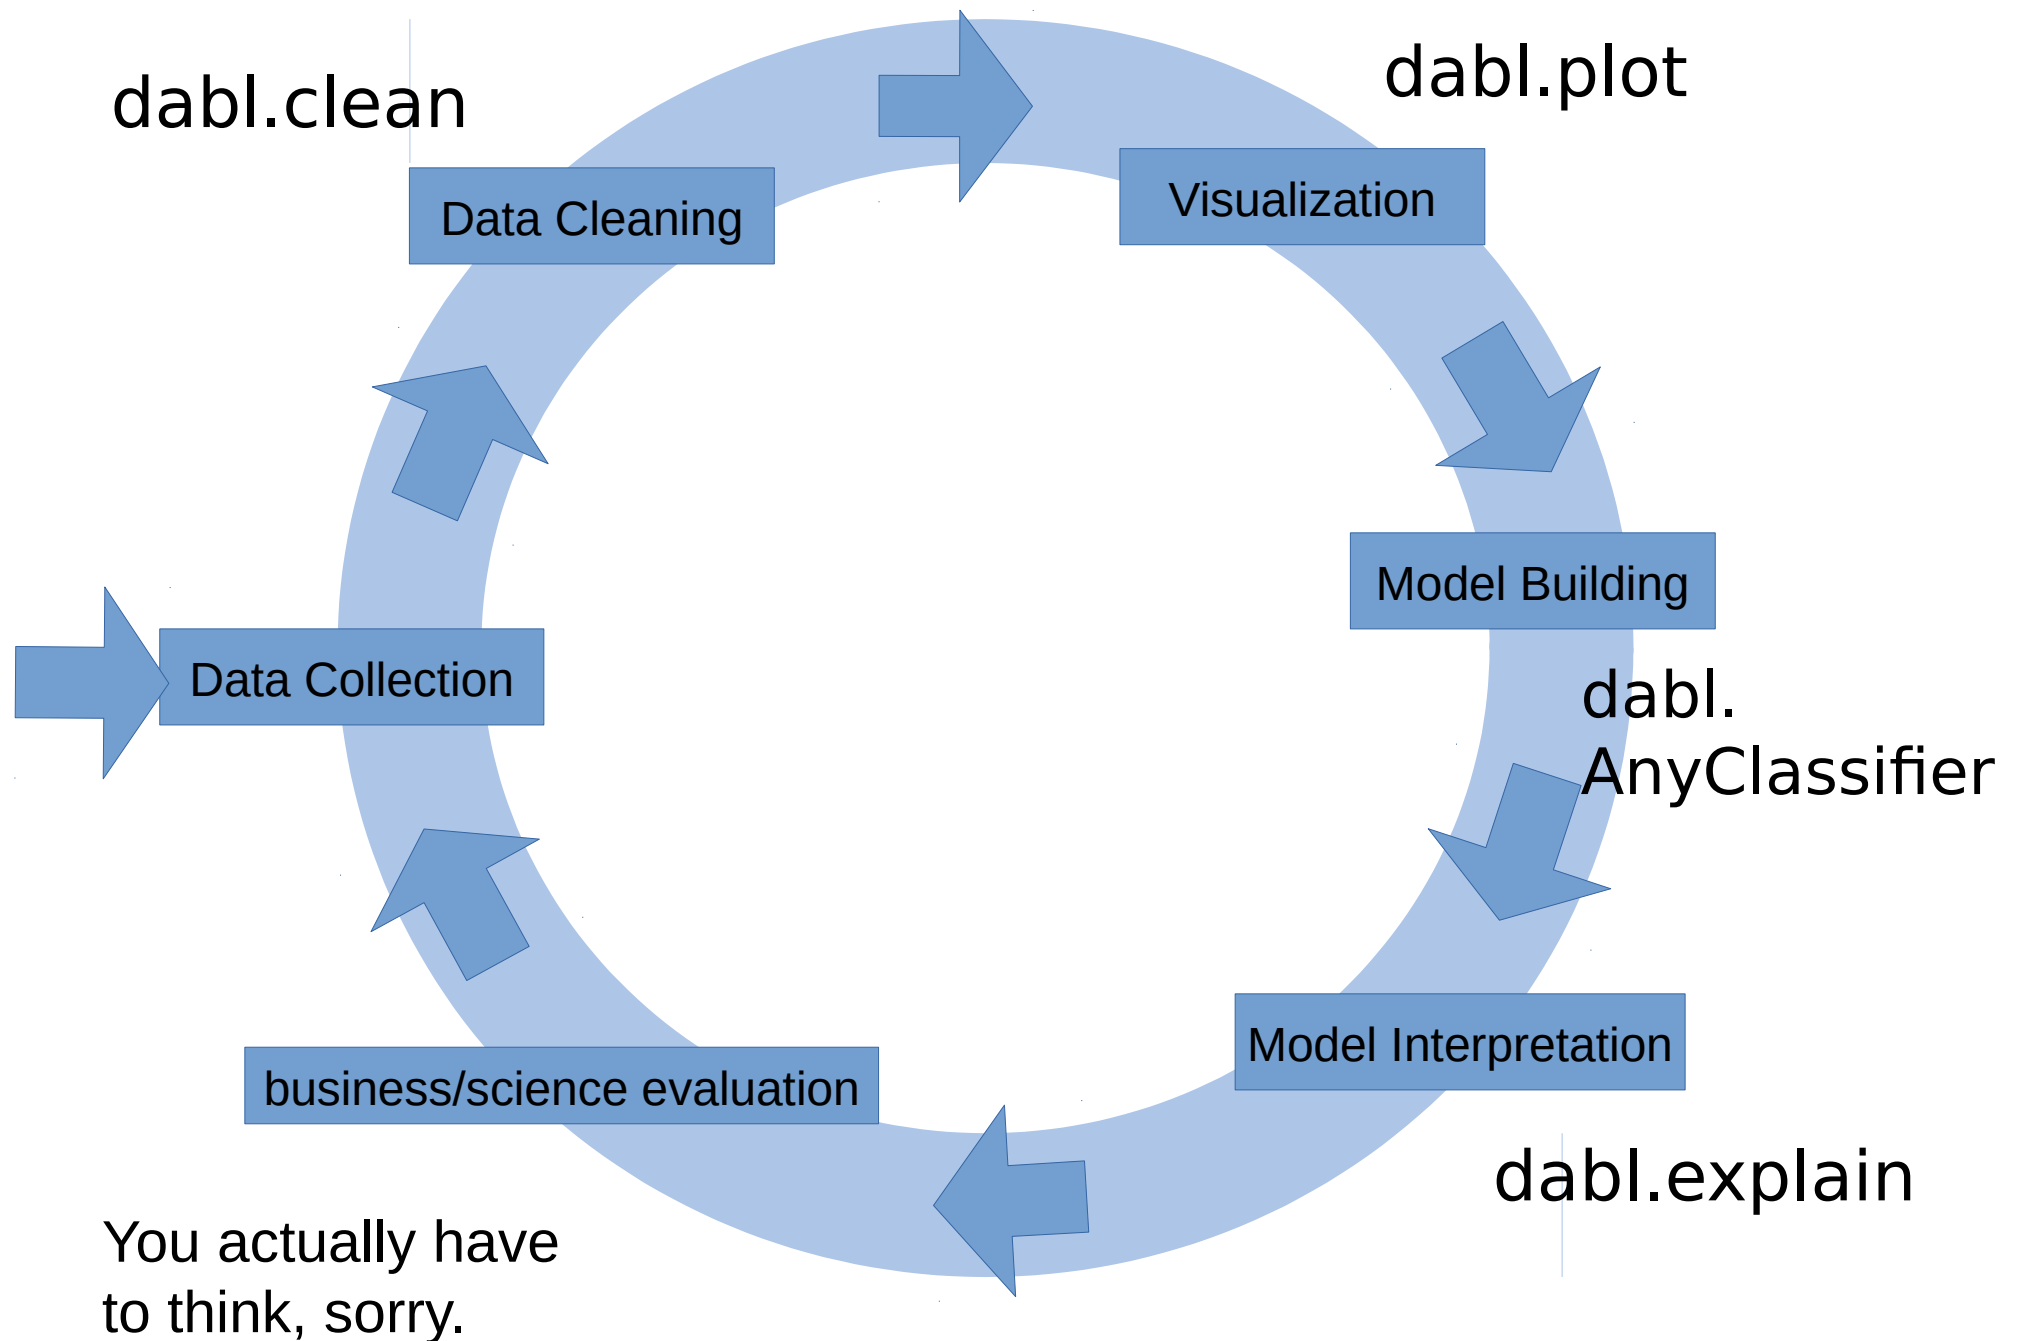 dabl.clean
dabl.plot
Data Cleaning
Visualization
Model Building
Data Collection
dabl.
AnyClassifier
Model Interpretation
business/science evaluation
dabl.explain
You actually have
to think, sorry.